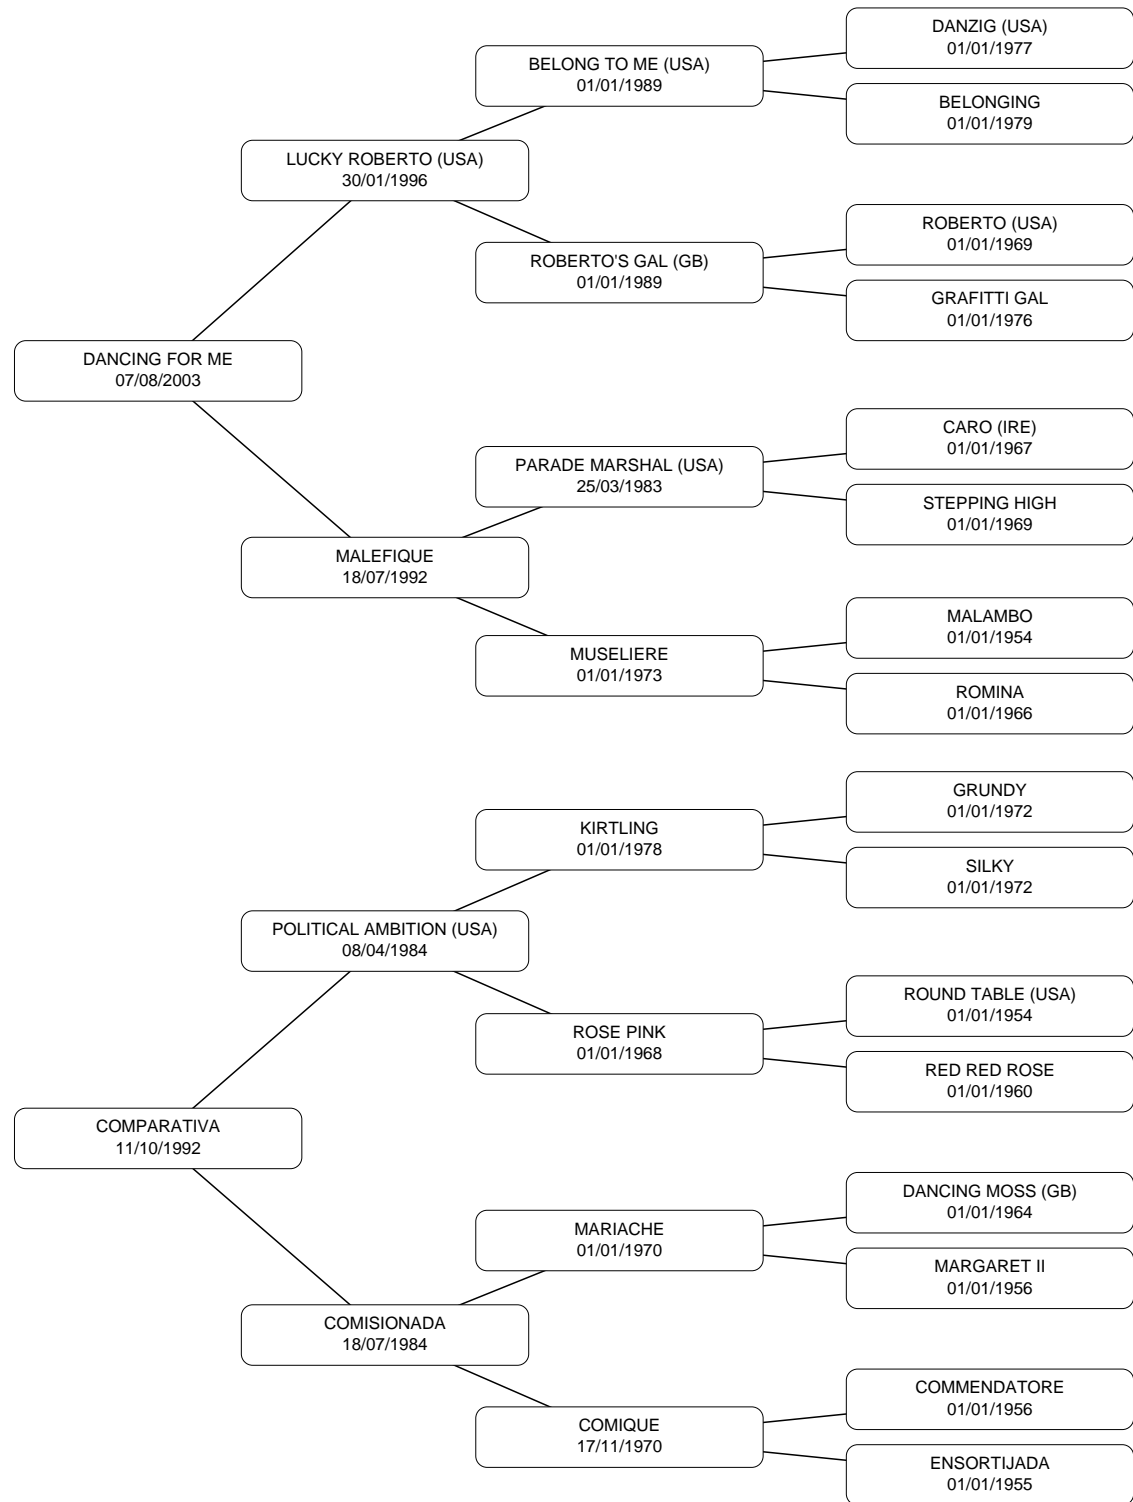 DANZIG (USA)
01/01/1977
BELONG TO ME (USA)
01/01/1989
BELONGING
01/01/1979
LUCKY ROBERTO (USA)
30/01/1996
ROBERTO (USA)
01/01/1969
ROBERTO'S GAL (GB)
01/01/1989
GRAFITTI GAL
01/01/1976
DANCING FOR ME
07/08/2003
CARO (IRE)
01/01/1967
PARADE MARSHAL (USA)
25/03/1983
STEPPING HIGH
01/01/1969
MALEFIQUE
18/07/1992
MALAMBO
01/01/1954
MUSELIERE
01/01/1973
ROMINA
01/01/1966
GRUNDY
01/01/1972
KIRTLING
01/01/1978
SILKY
01/01/1972
POLITICAL AMBITION (USA)
08/04/1984
ROUND TABLE (USA)
01/01/1954
ROSE PINK
01/01/1968
RED RED ROSE
01/01/1960
COMPARATIVA
11/10/1992
DANCING MOSS (GB)
01/01/1964
MARIACHE
01/01/1970
MARGARET II
01/01/1956
COMISIONADA
18/07/1984
COMMENDATORE
01/01/1956
COMIQUE
17/11/1970
ENSORTIJADA
01/01/1955